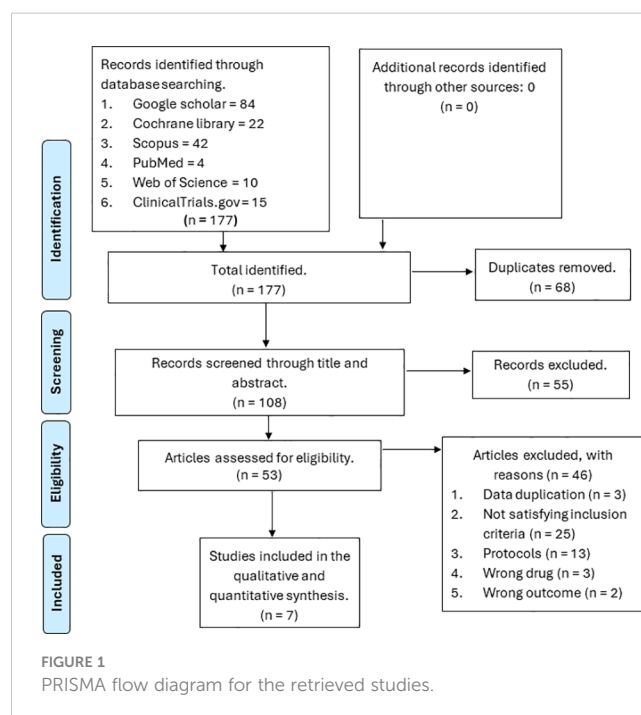 Records identified through
database searching.
1. Google scholar = 84
2. Cochrane library = 22
3. Scopus = 42
4. PubMed = 4
5. Web of Science = 10
6. ClinicalTrials.gov= 15
(n = 177)
Additional records identified
through other sources: 0
(n = 0)
Identification
Total identified.
(n = 177)
Duplicates removed.
(n = 68)
Screening
Records screened through title and
abstract.
(n = 108)
Records excluded.
(n = 55)
Eligibility
Articles assessed for eligibility.
(n = 53)
Articles excluded, with
reasons (n = 46)
1. Data duplication (n = 3)
2. Not satisfying inclusion
criteria (n = 25)
3. Protocols (n = 13)
4. Wrong drug (n = 3)
5. Wrong outcome (n = 2)
Included
Studies included in the
qualitative and
quantitative synthesis.
(n = 7)
FIGURE 1
PRISMA flow diagram for the retrieved studies.